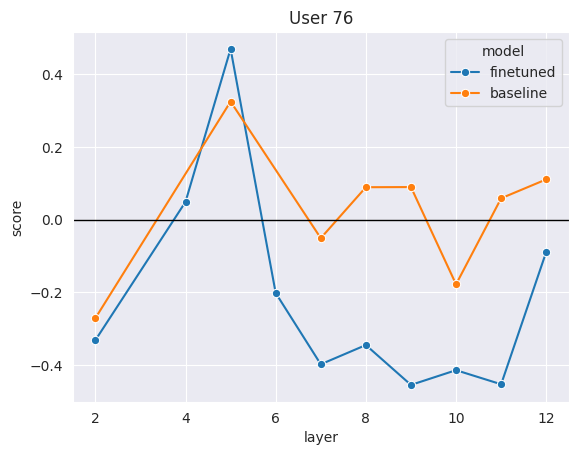 User 76
model
finetuned
baseline
score
0.4
0.2
0.0
−0.2
−0.4
2 4 6 8 10 12
layer